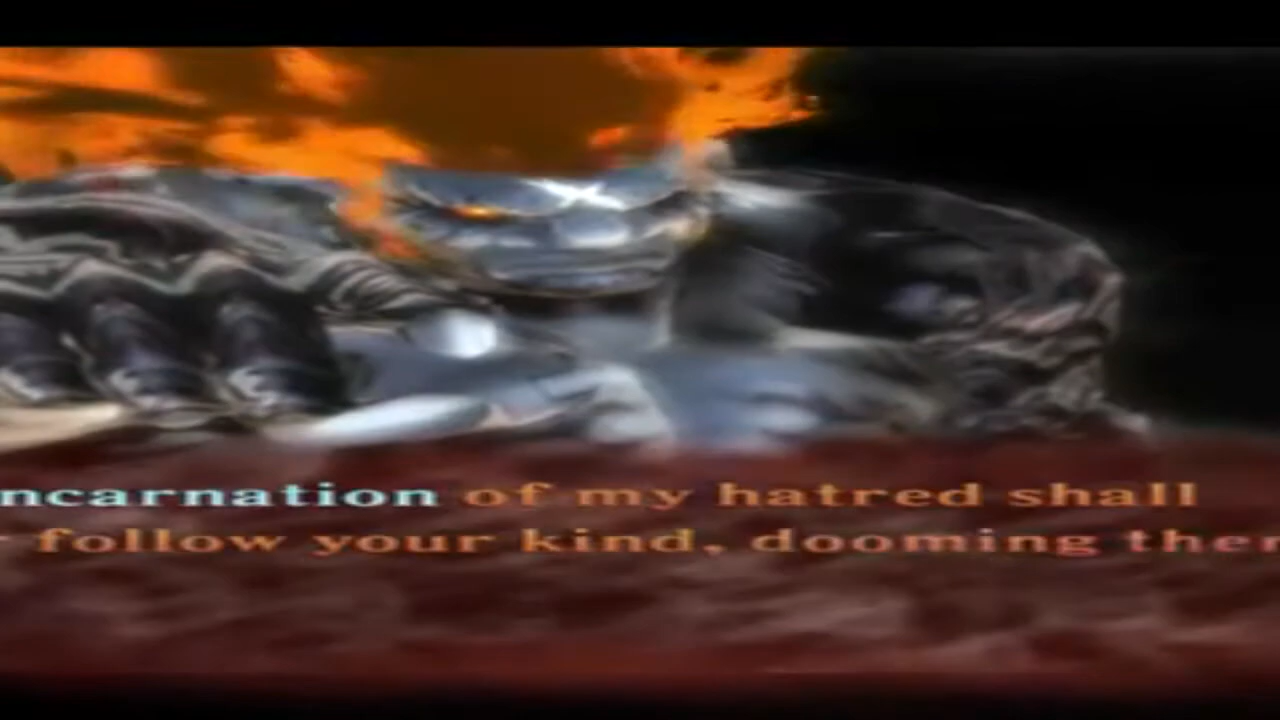 ncarnation of my hatred shall
follow your kind, dooming ther